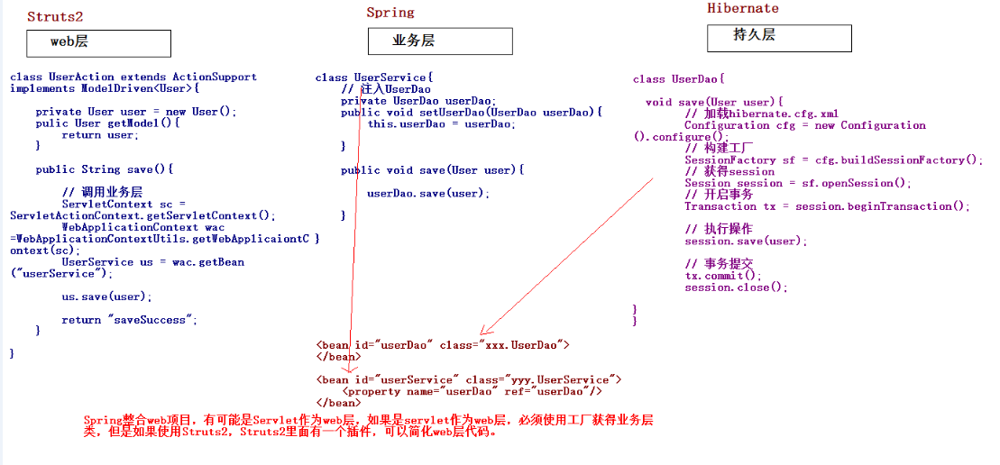 Struts2
web层
class UserAction extends ActionSupport
implements ModelDriven<User>{
private User user = new User();
pulic User getModel(){
return user;
}
public String save(){
// 调用业务层
ServletContext sc =
ServletActionContext.getServletContext();
WebApplicationContext wac
=WebApplicationContextUtils.getWebApplicaiontC
ontext(sc);
UserService us = wac.getBean
("userService");
us.save(user);
return "saveSuccess";
}
}
Spring
业务层
class UserService{
// 注入UserDao
private UserDao userDao;
public void setUserDao(UserDao userDao){
this.userDao = userDao;
}
public void save(User user){
userDao.save(user);
}
}
Hibernate
持久层
class UserDao{
void save(User user){
// 加载hibernate.cfg.xml
Configuration cfg = new Configuration
().configure();
// 构建工厂
SessionFactory sf = cfg.buildSessionFactory();
// 获得session
Session session = sf.openSession();
// 开启事务
Transaction tx = session.beginTransaction();
// 执行操作
session.save(user);
// 事务提交
tx.commit();
session.close();
}
}
<bean id="userDao" class="xxx.UserDao">
</bean>
<bean id="userService" class="yyy.UserService">
<property name="userDao" ref="userDao"/>
</bean>
Spring整合web项目，有可能是Servlet作为web层，如果是servlet作为web层，必须使用工厂获得业务层
类，但是如果使用Struts2，Struts2里面有一个插件，可以简化web层代码。